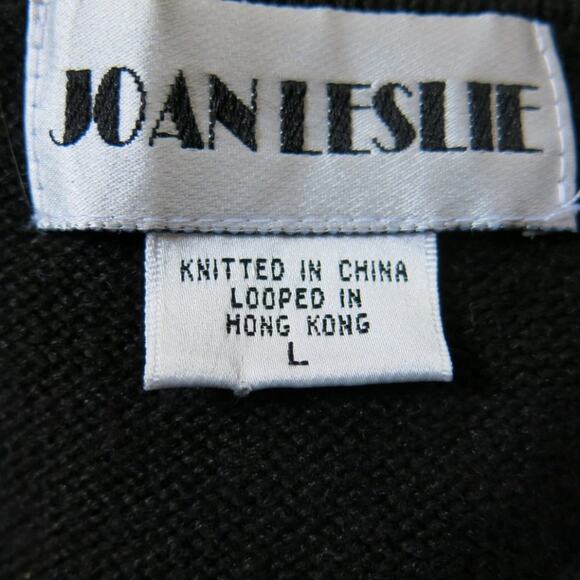 JOAN LESLIE
KNITTED IN CHINA
LOOPED IN
HONG KONG
L